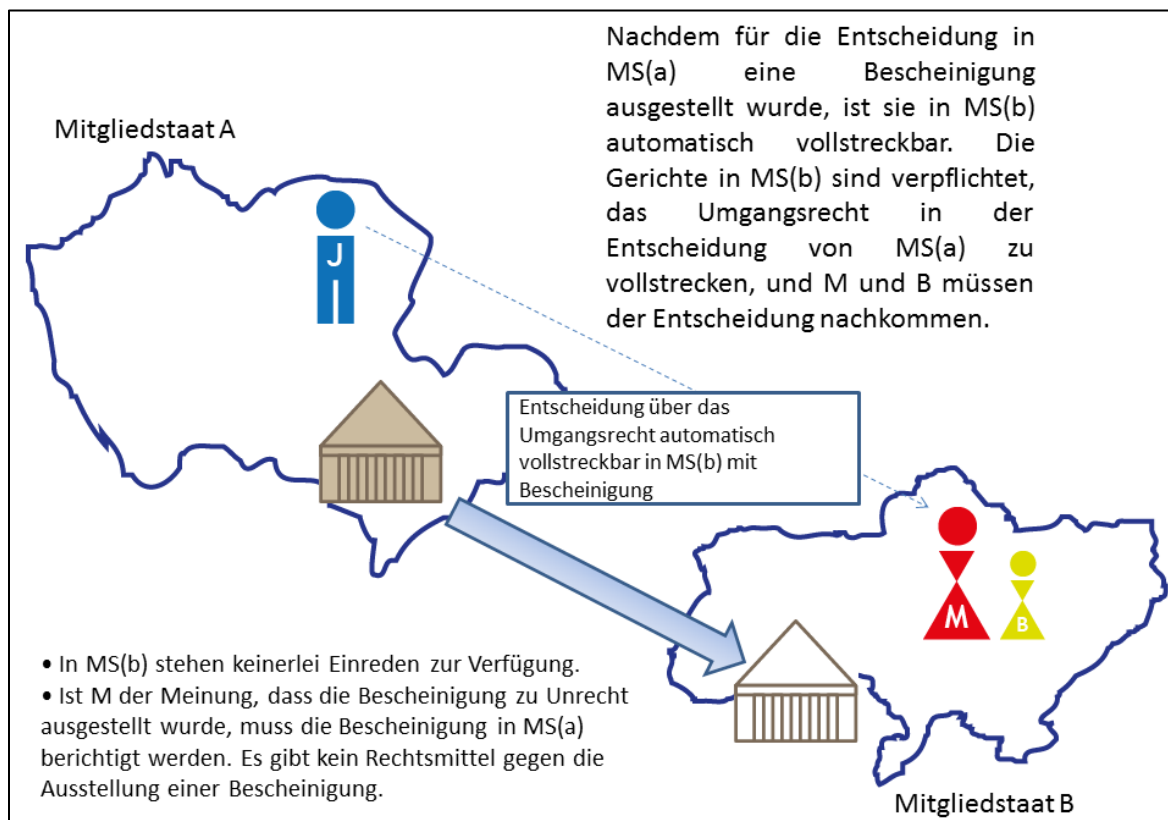 Nachdem für die Entscheidung in
MS(a) eine Bescheinigung
ausgestellt wurde, ist sie in MS(b)
automatisch vollstreckbar. Die
Gerichte in MS(b) sind verpflichtet,
das Umgangsrecht in der
Entscheidung von MS(a) zu
vollstrecken, und M und B müssen
der Entscheidung nachkommen.
Mitgliedstaat A
J
Entscheidung über das
Umgangsrecht automatisch
vollstreckbar in MS(b) mit
Bescheinigung
M
B
• In MS(b) stehen keinerlei Einreden zur Verfügung.
• Ist M der Meinung, dass die Bescheinigung zu Unrecht
ausgestellt wurde, muss die Bescheinigung in MS(a)
berichtigt werden. Es gibt kein Rechtsmittel gegen die
Ausstellung einer Bescheinigung.
Mitgliedstaat B